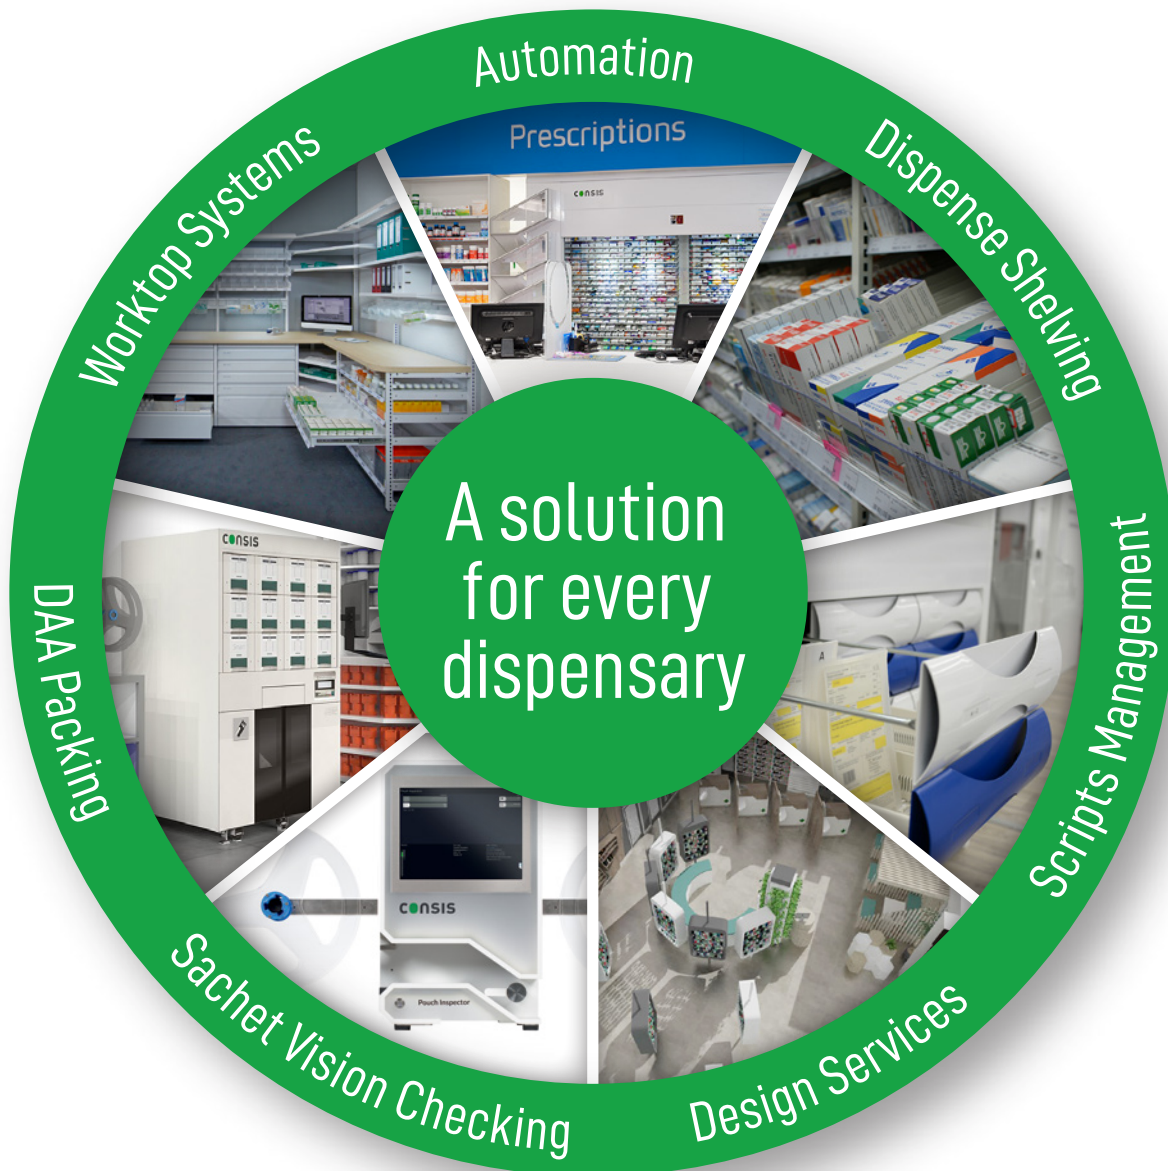 Automation
Dispense Shelving
Scripts Management
Design Services
Sachet Vision Checking
DAA Packing
Worktop Systems
Prescriptions
CONSIS
A
CONSIS
CONSIS
Pouch Inspector
A solution
for every
dispensary